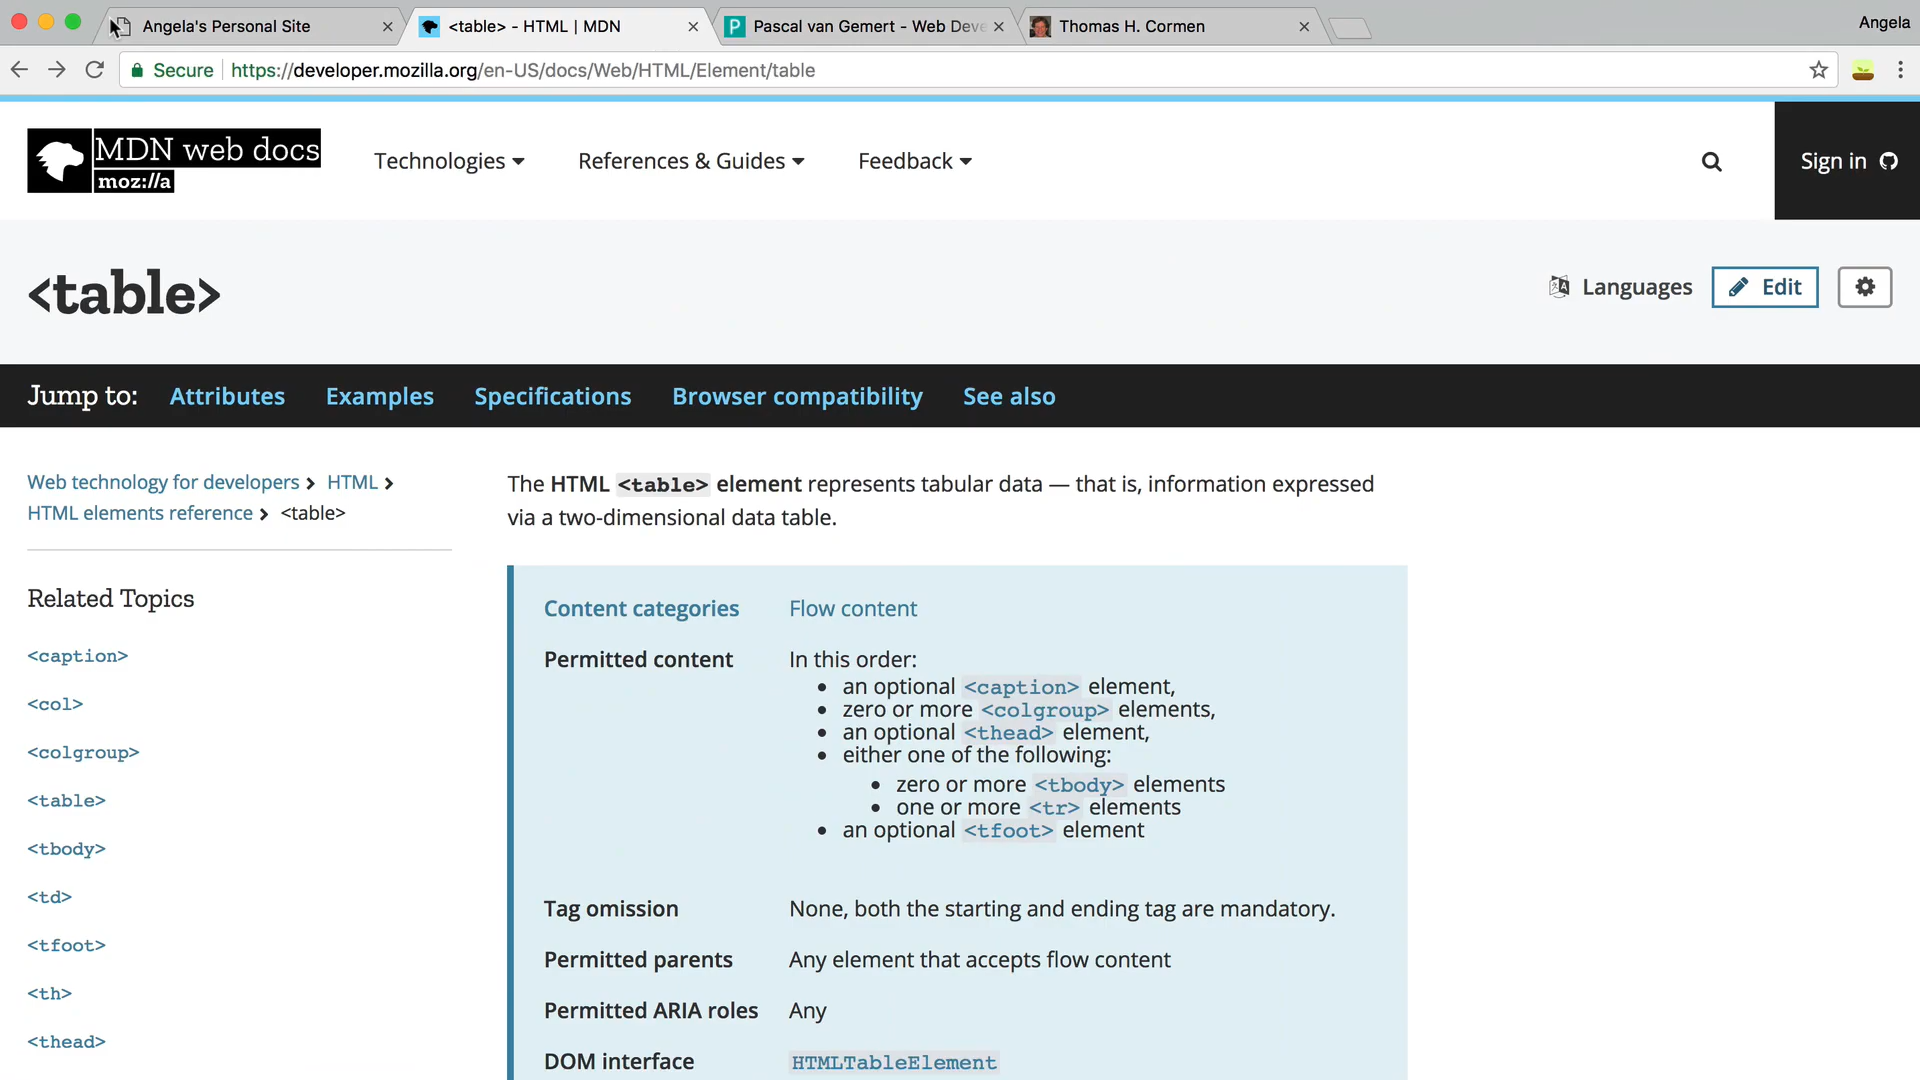 Angela's Personal Site
<table> - HTML | MDN
Pascal van Gemert - Web Deve
Thomas H. Cormen
Angela
Secure
https://developer.mozilla.org/en-US/docs/Web/HTML/Element/table
MDN web docs
moz://a
Technologies
References & Guides
Feedback
Sign in
<table>
Languages
Edit
Jump to:
Attributes
Examples
Specifications
Browser compatibility
See also
Web technology for developers
HTML
HTML elements reference
<table>
The HTML <table> element represents tabular data — that is, information expressed
via a two-dimensional data table.
Related Topics
<caption>
<col>
<colgroup>
<table>
<tbody>
<td>
<tfoot>
<th>
<thead>
Content categories
Flow content
Permitted content
In this order:
an optional <caption> element,
zero or more <colgroup> elements,
an optional <thead> element,
either one of the following:
zero or more <tbody> elements
one or more <tr> elements
an optional <tfoot> element
Tag omission
None, both the starting and ending tag are mandatory.
Permitted parents
Any element that accepts flow content
Permitted ARIA roles
Any
DOM interface
HTMLTableElement